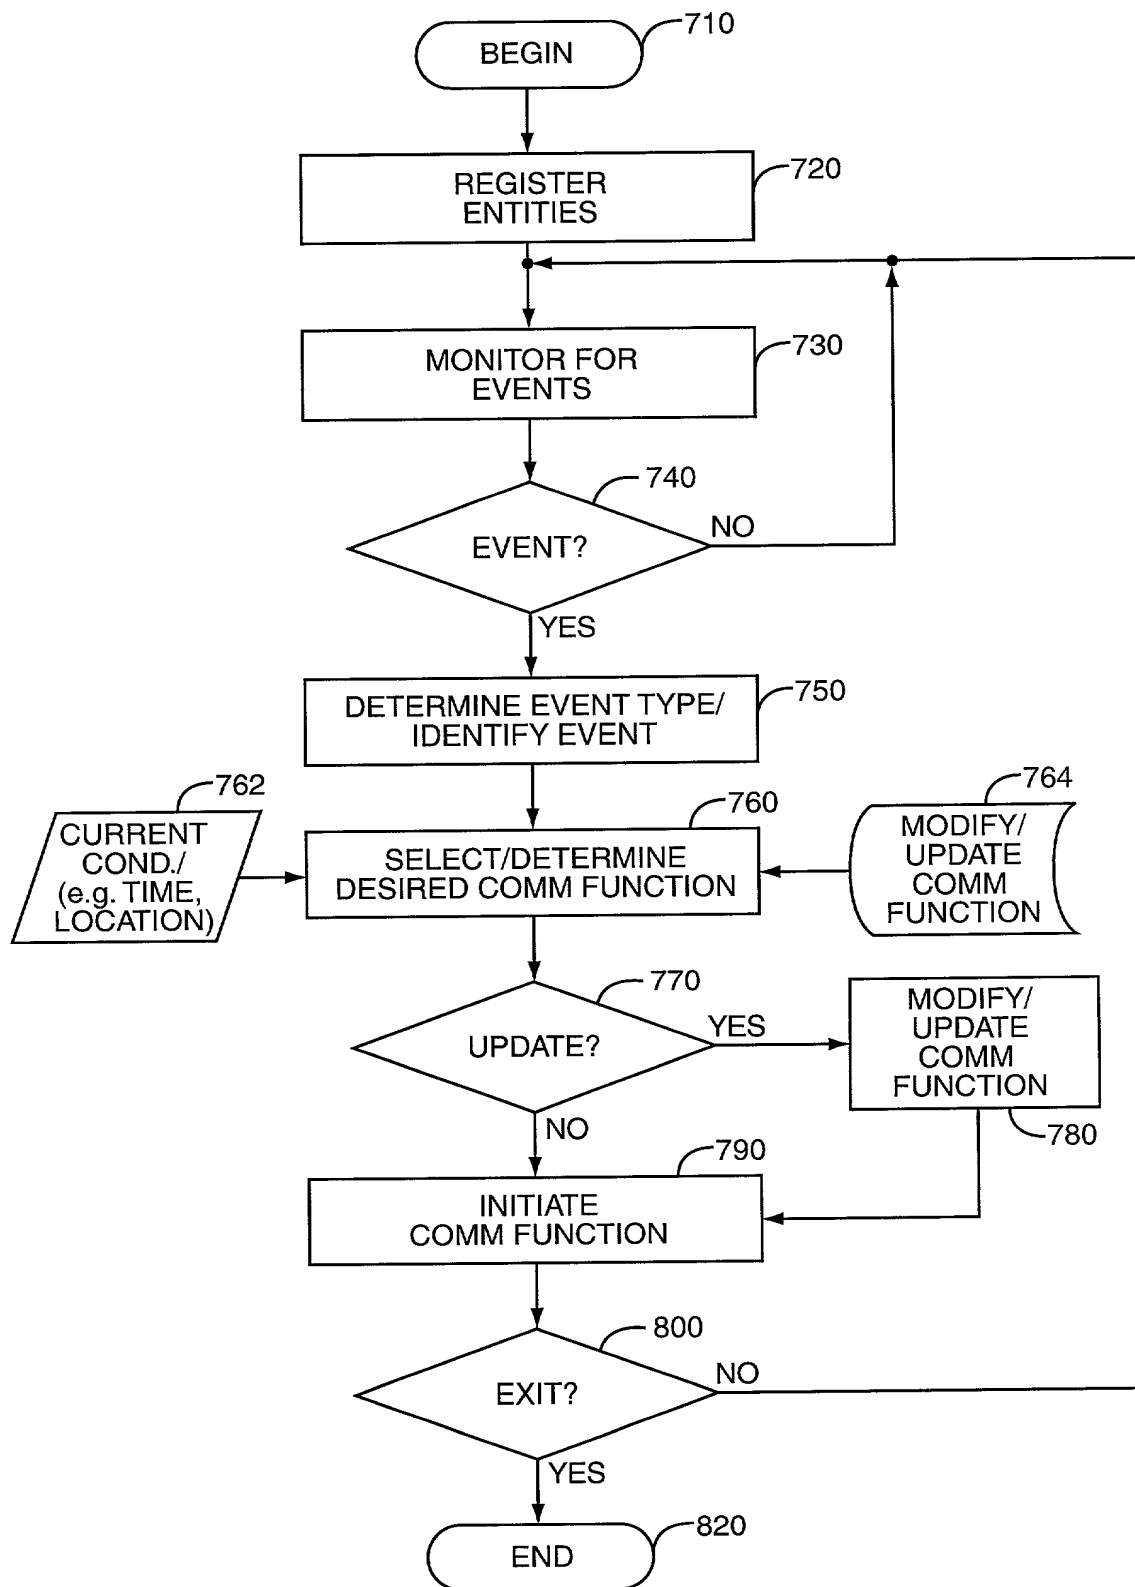 BEGIN
710
REGISTER
ENTITIES
720
MONITOR FOR
EVENTS
730
740
EVENT?
NO
YES
DETERMINE EVENT TYPE/
IDENTIFY EVENT
750
762
CURRENT
COND./
(e.g. TIME,
LOCATION)
760
SELECT/DETERMINE
DESIRED COMM FUNCTION
764
MODIFY/
UPDATE
COMM
FUNCTION
770
UPDATE?
YES
NO
MODIFY/
UPDATE
COMM
FUNCTION
780
790
INITIATE
COMM FUNCTION
800
EXIT?
NO
YES
END
820